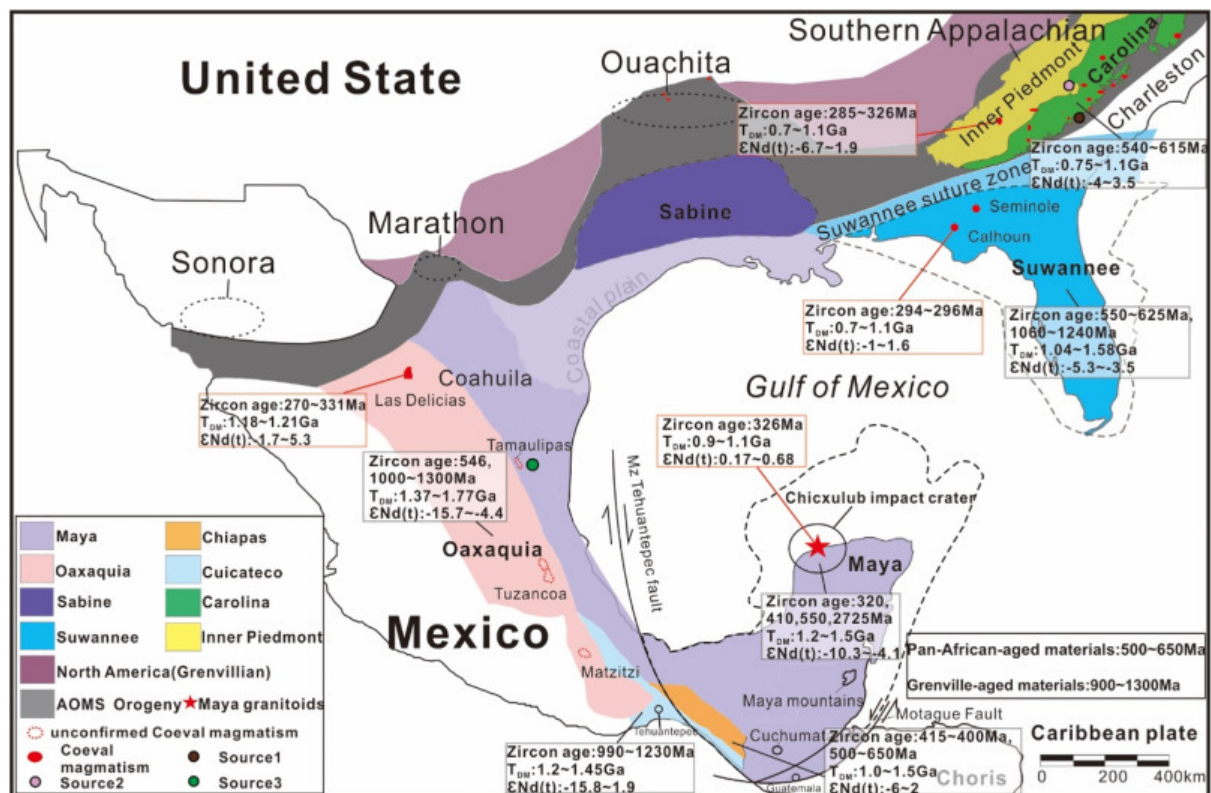 Southern Appalachian
Carolina
United State
Ouachita
Inner Piedmont
Charleston
Zircon age:285~326Ma
TDM:0.7~1.1Ga
ƐNd(t):-6.7~1.9
Zircon age:540~615Ma
TDM:0.75~1.1Ga
ƐNd(t):-4~3.5
Suwannee suture zone
Sabine
Seminole
Calhoun
Suwannee
Marathon
Sonora
Coastal plain
Zircon age:294~296Ma
TDM:0.7~1.1Ga
ƐNd(t):-1~1.6
Zircon age:550~625Ma,
1060~1240Ma
TDM:1.04~1.58Ga
ƐNd(t):-5.3~-3.5
Gulf of Mexico
Coahuila
Las Delicias
Zircon age:270~331Ma
TDM:1.18~1.21Ga
ƐNd(t):-1.7~5.3
Zircon age:326Ma
TDM:0.9~1.1Ga
ƐNd(t):0.17~0.68
Tamaulipas
Zircon age:546,
1000~1300Ma
TDM:1.37~1.77Ga
ƐNd(t):-15.7~-4.4
Mz Tehuantepec fault
Chicxulub impact crater
Oaxaquia
Tuzancoa
Maya
Zircon age:320,
410,550,2725Ma
TDM:1.2~1.5Ga
ƐNd(t):-10.3~-4.1
Mexico
Matzitzi
Maya mountains
Pan-African-aged materials:500~650Ma
Grenville-aged materials:900~1300Ma
Motague Fault
Caribbean plate
Tehuantepec
Cuchumat
Guatemala
Zircon age:990~1230Ma
TDM:1.2~1.45Ga
ƐNd(t):-15.8~1.9
Zircon age:415~400Ma,
500~650Ma
TDM:1.0~1.5Ga
ƐNd(t):-6~2
Choris
0 200 400km
Maya
Chiapas
Oaxaquia
Cuicateco
Sabine
Carolina
Suwannee
Inner Piedmont
North America(Grenvillian)
AOMS Orogeny
Maya granitoids
unconfirmed Coeval magmatism
Coeval
magmatism
Source1
Source2
Source3